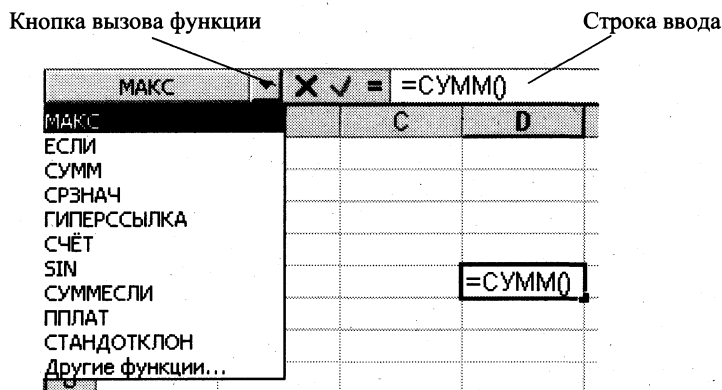 Кнопка вызова функции Строка ввода
МАКС =СУММ()
МАКС C D
ЕСЛИ
СУММ
СРЗНАЧ
ГИПЕРССЫЛКА
СЧЁТ
SIN
=СУММ()
СУММЕСЛИ
ППЛАТ
СТАНДОТКЛОН
Другие функции...